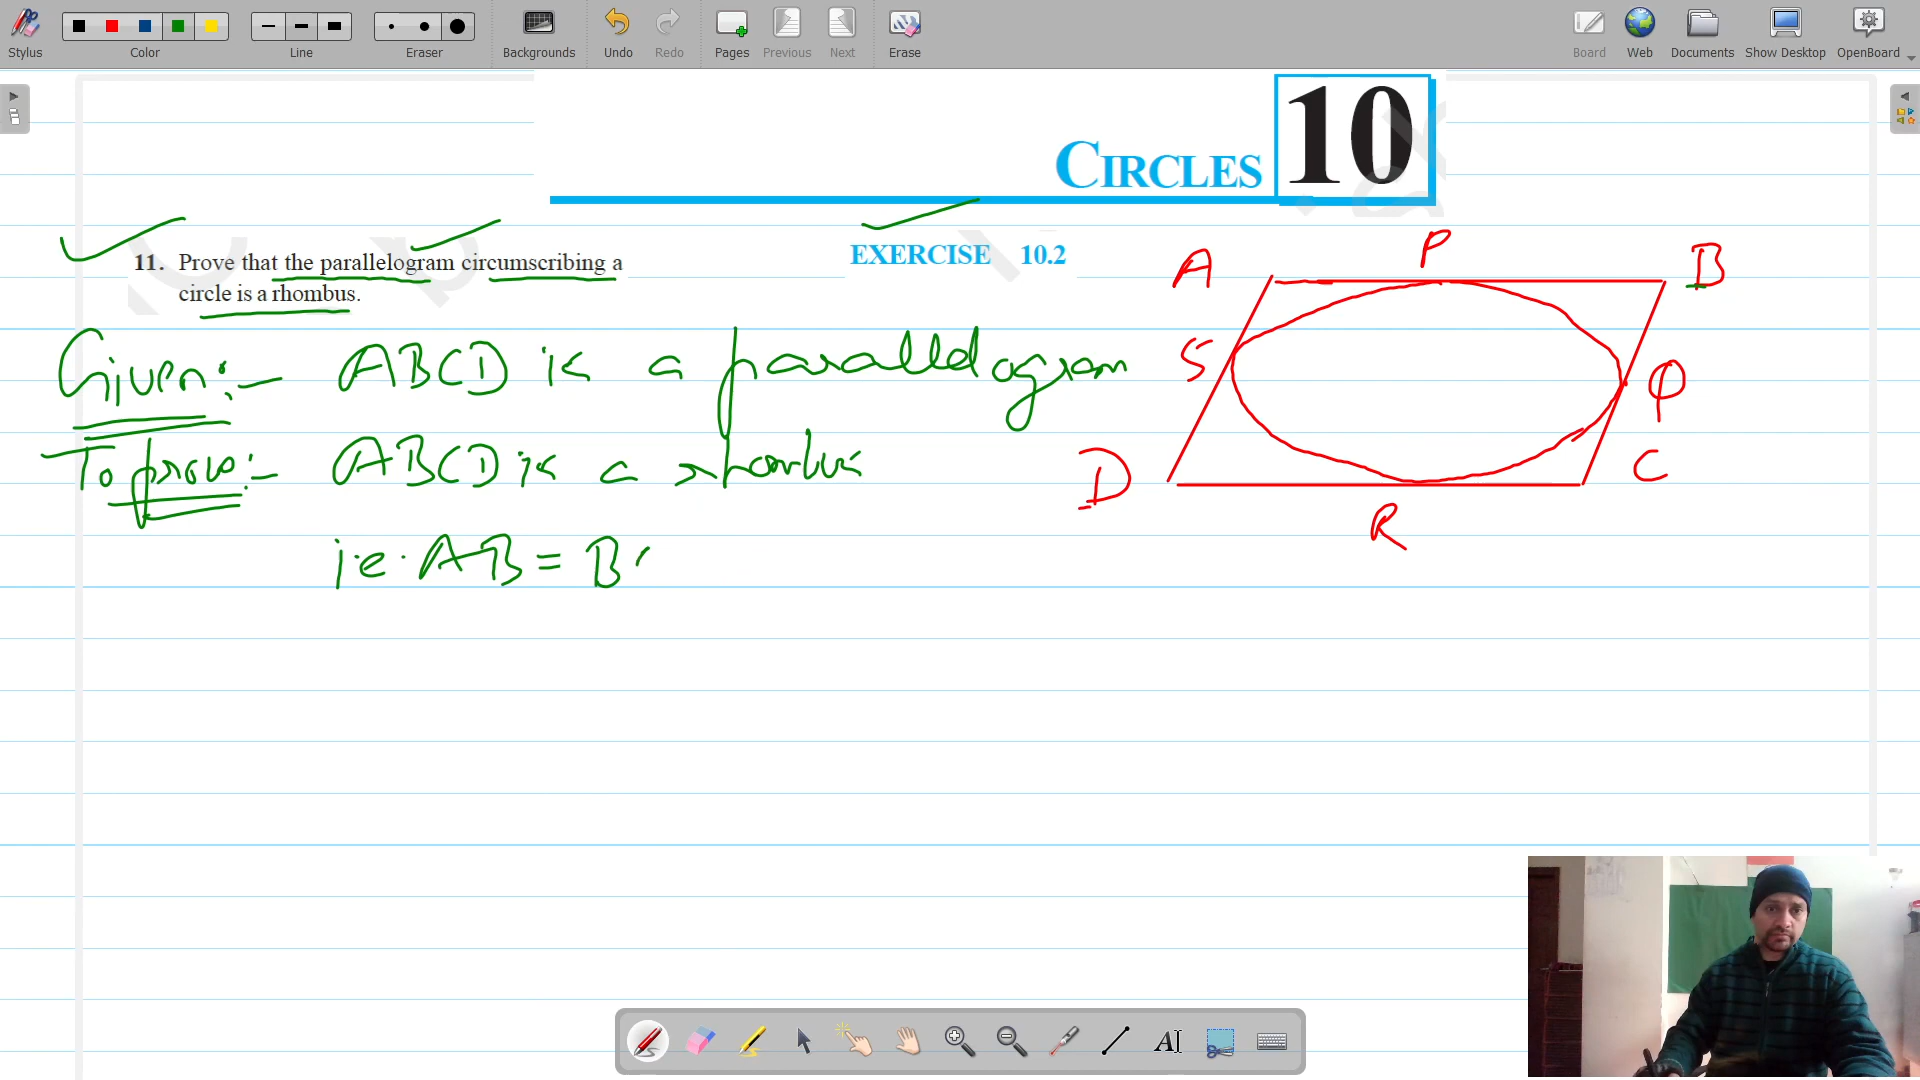 Stylus Color Line Eraser Backgrounds Undo Redo Pages Previous Next Erase Board Web Documents Show Desktop OpenBoard
CIRCLES 10
EXERCISE 10.2
11. Prove that the parallelogram circumscribing a
circle is a rhombus.
Given:- ABCD is a parallelogram
To prove:- ABCD is a rhombus
i.e. AB = B
A P B
S Q
D C
R
AI